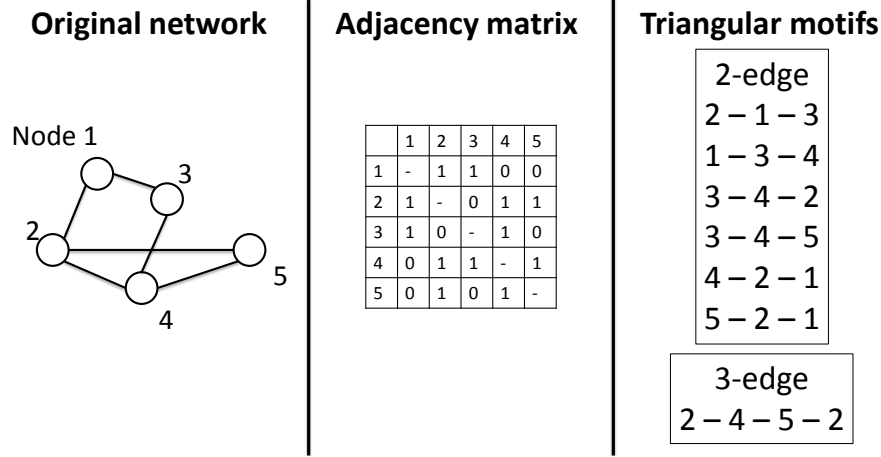 Original network
Node 1
3
2
5
4
Adjacency matrix
1 2 3 4 5
1 - 1 1 0 0
2 1 - 0 1 1
3 1 0 - 1 0
4 0 1 1 - 1
5 0 1 0 1 -
Triangular motifs
2-edge
2 – 1 – 3
1 – 3 – 4
3 – 4 – 2
3 – 4 – 5
4 – 2 – 1
5 – 2 – 1
3-edge
2 – 4 – 5 – 2